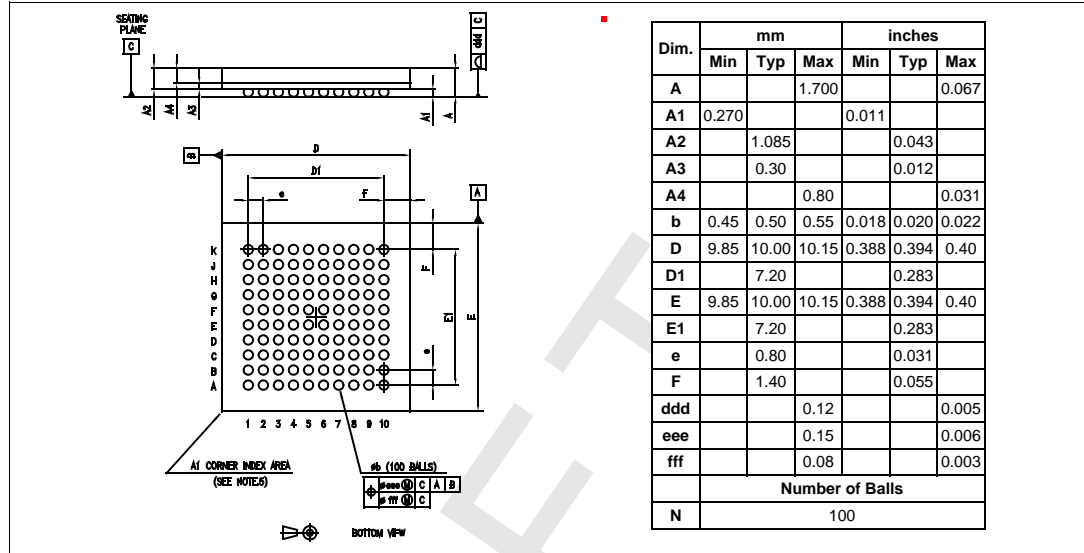 SEATING
PLANE
C
C
ddd
A2
A4
A3
A1
A
B
D
D1
e
F
A
K
J
H
G
F
E
D
C
B
A
F
E1
E
e
1 2 3 4 5 6 7 8 9 10
A1 CORNER INDEX AREA
(SEE NOTE.5)
øb (100 BALLS)
ø eee Ⓜ C A B
ø fff Ⓜ C
BOTTOM VIEW
Dim. mm inches
Min Typ Max Min Typ Max
A 1.700 0.067
A1 0.270 0.011
A2 1.085 0.043
A3 0.30 0.012
A4 0.80 0.031
b 0.45 0.50 0.55 0.018 0.020 0.022
D 9.85 10.00 10.15 0.388 0.394 0.40
D1 7.20 0.283
E 9.85 10.00 10.15 0.388 0.394 0.40
E1 7.20 0.283
e 0.80 0.031
F 1.40 0.055
ddd 0.12 0.005
eee 0.15 0.006
fff 0.08 0.003
Number of Balls
N 100